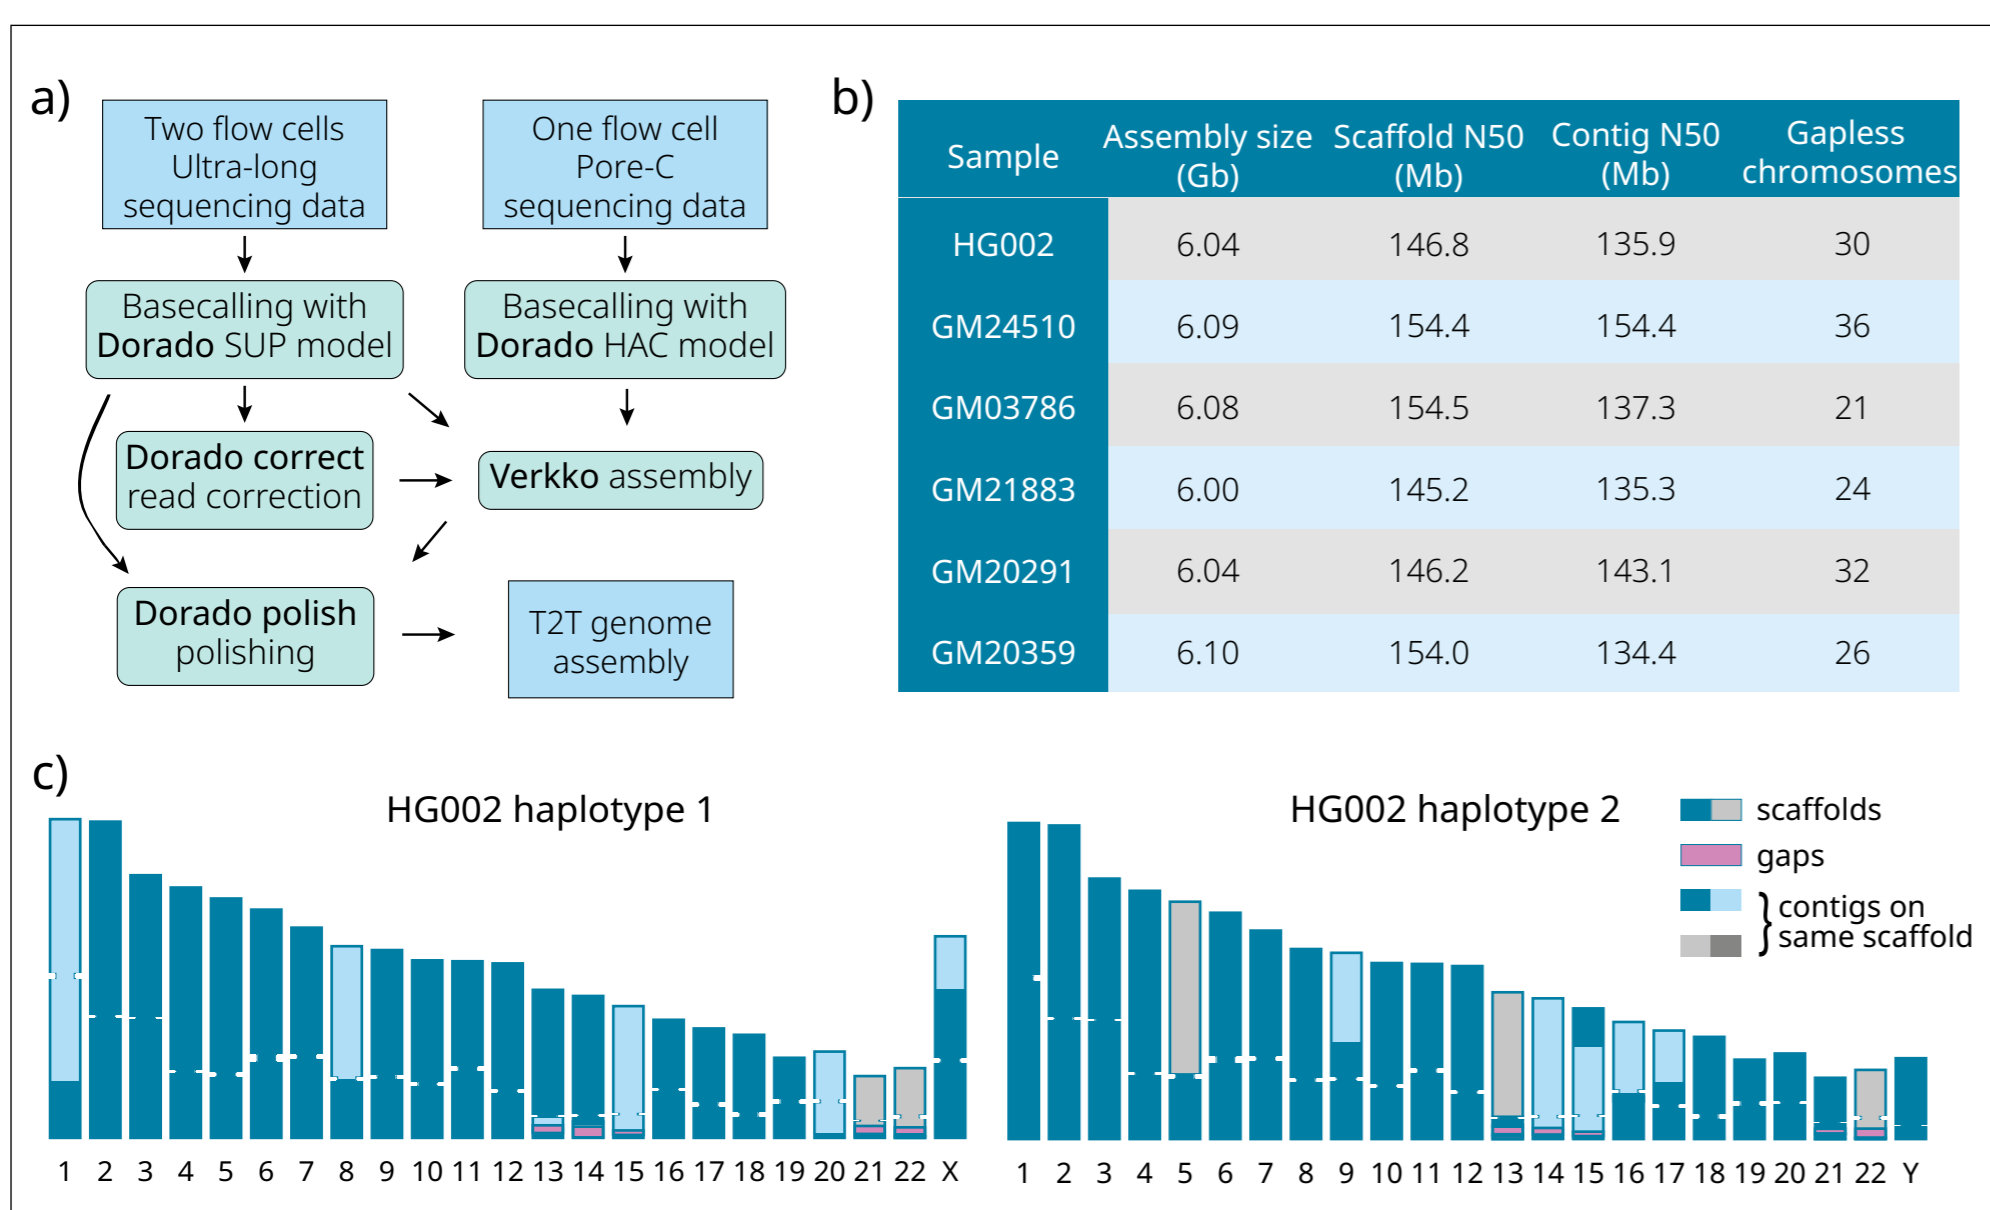 a)
Two flow cells
Ultra-long
sequencing data
One flow cell
Pore-C
sequencing data
Basecalling with
Dorado SUP model
Basecalling with
Dorado HAC model
Dorado correct
read correction
Verkko assembly
Dorado polish
polishing
T2T genome
assembly
b)
Sample Assembly size (Gb) Scaffold N50 (Mb) Contig N50 (Mb) Gapless chromosomes
HG002 6.04 146.8 135.9 30
GM24510 6.09 154.4 154.4 36
GM03786 6.08 154.5 137.3 21
GM21883 6.00 145.2 135.3 24
GM20291 6.04 146.2 143.1 32
GM20359 6.10 154.0 134.4 26
c)
HG002 haplotype 1
1 2 3 4 5 6 7 8 9 10 11 12 13 14 15 16 17 18 19 20 21 22 X
HG002 haplotype 2
scaffolds
gaps
contigs on
same scaffold
1 2 3 4 5 6 7 8 9 10 11 12 13 14 15 16 17 18 19 20 21 22 Y